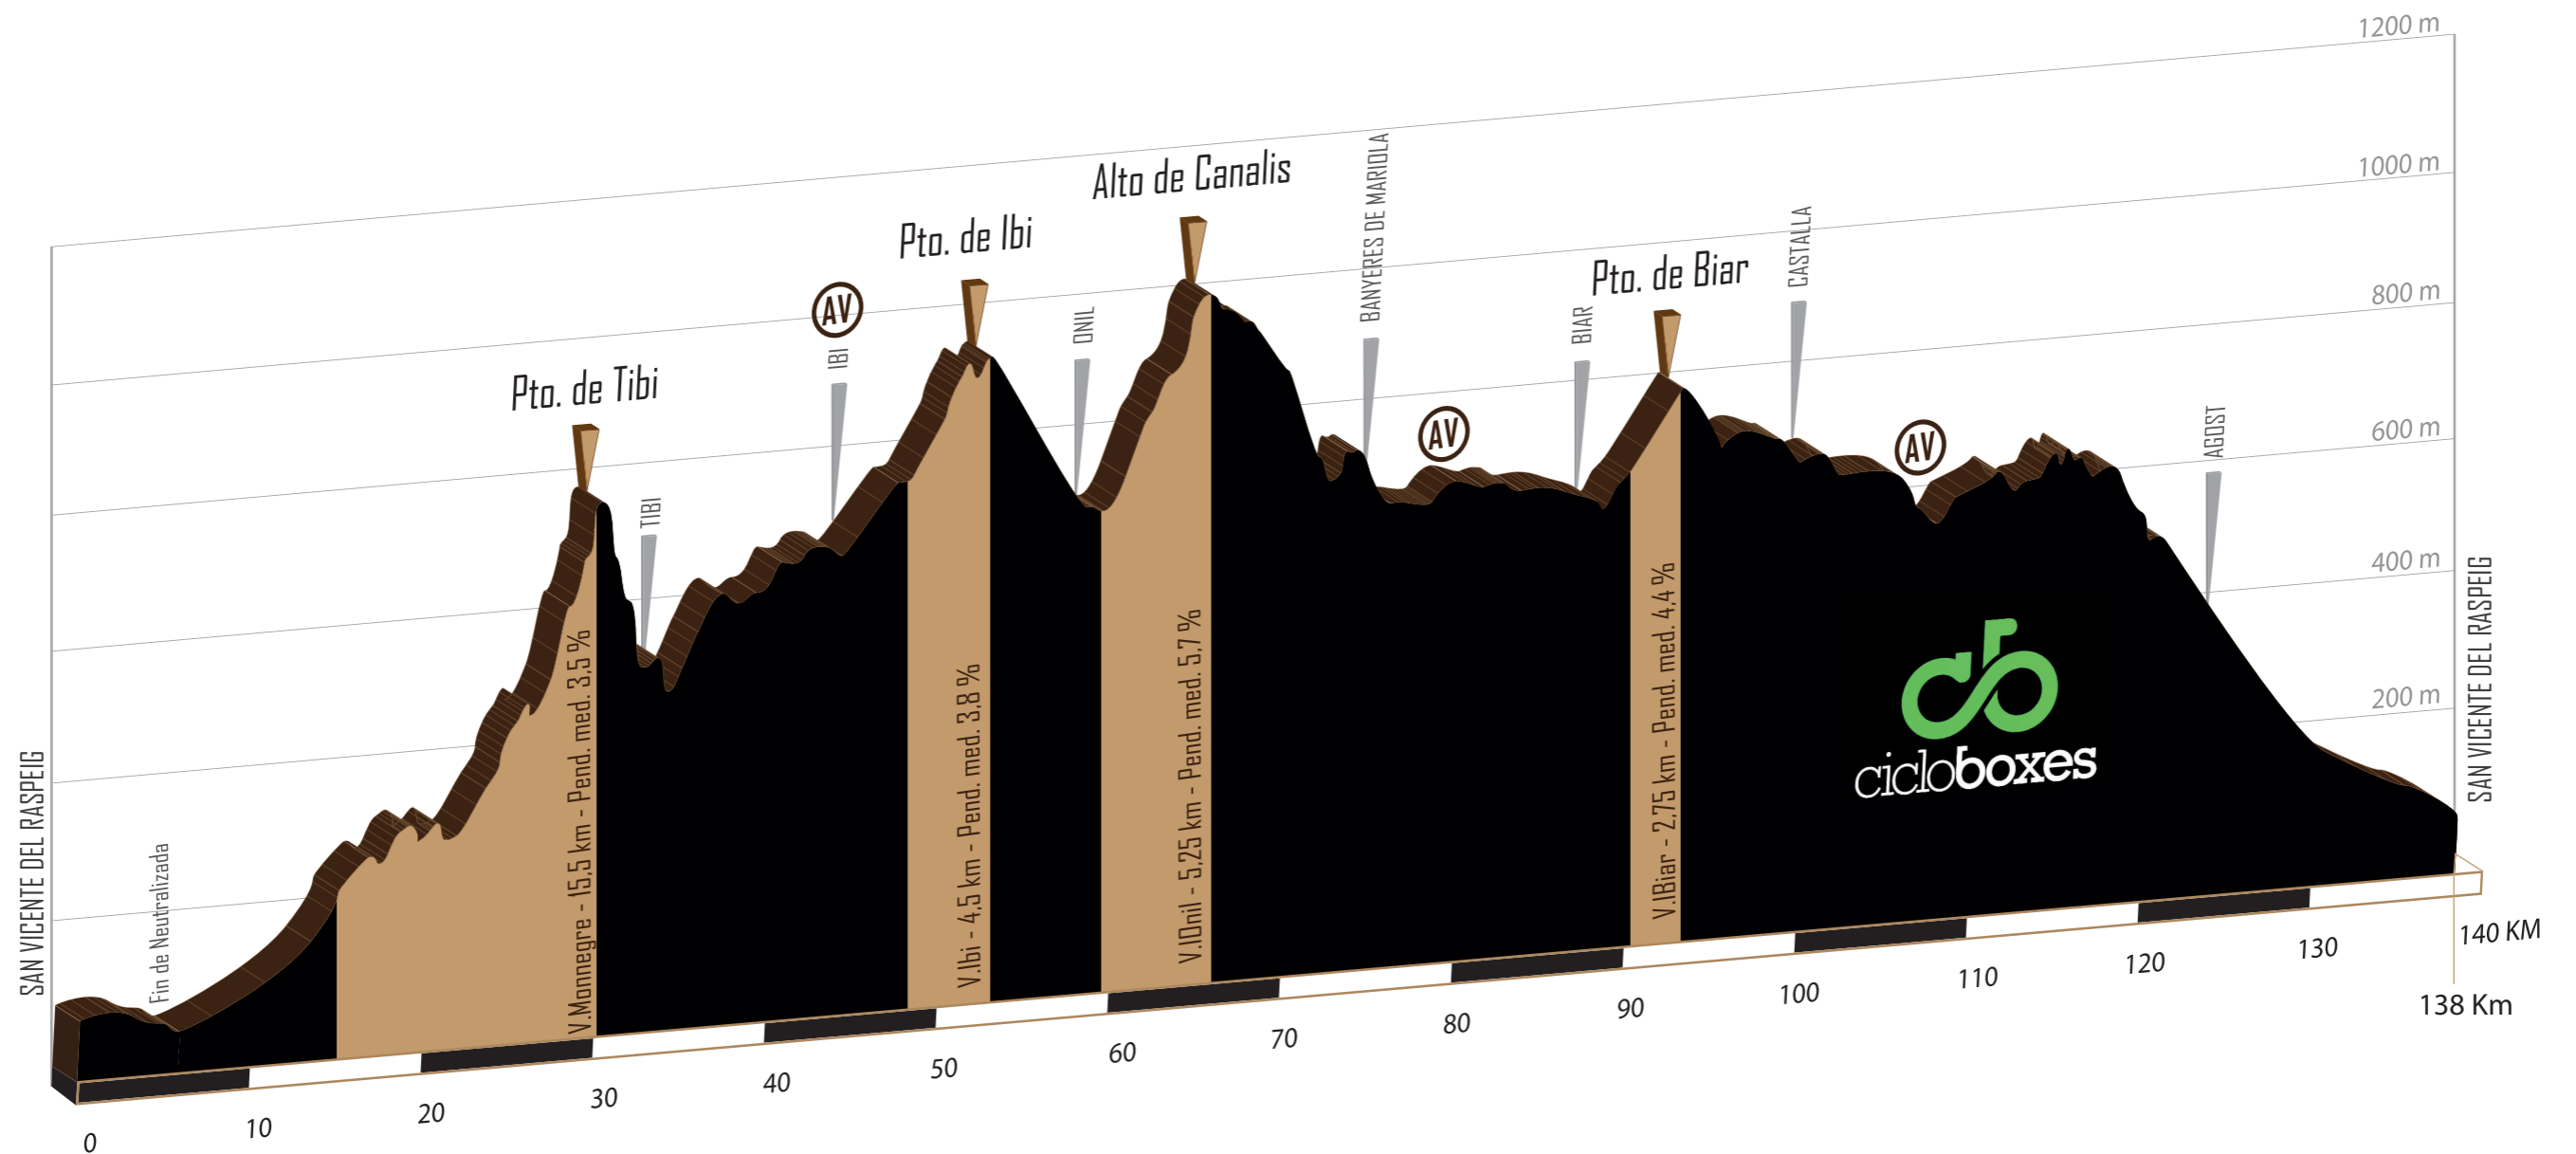 1200 m
1000 m
800 m
600 m
400 m
200 m
SAN VICENTE DEL RASPEIG
Fin de Neutralizada
Pto. de Tibi
V.Monnegre - 15,5 km - Pend. med. 3,5 %
TIBI
AV
IBI
Pto. de Ibi
V.Ibi - 4,5 km - Pend. med. 3,8 %
ONIL
Alto de Canalis
V.IOnil - 5,25 km - Pend. med. 5,7 %
BANYERES DE MARIOLA
AV
BIAR
Pto. de Biar
V.IBiar - 2,75 km - Pend. med. 4,4 %
CASTALLA
AV
AGOST
SAN VICENTE DEL RASPEIG
cicloboxes
0
10
20
30
40
50
60
70
80
90
100
110
120
130
140 KM
138 Km